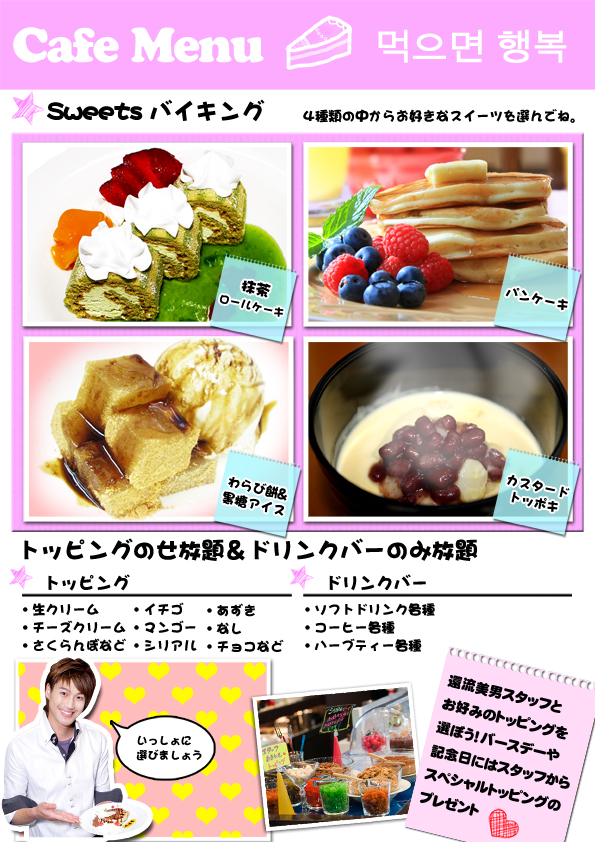 Cafe Menu 먹으면 행복
Sweets バイキング
4種類の中からお好きなスイーツを選んでね。
抹茶
ロールケーキ
パンケーキ
わらび餅&
黒糖アイス
カスタード
トッポキ
トッピングのせ放題&ドリンクバーのみ放題
トッピング
・生クリーム ・イチゴ ・あずき
・チーズクリーム ・マンゴー ・なし
・さくらんぼなど ・シリアル ・チョコなど
ドリンクバー
・ソフトドリンク各種
・コーヒー各種
・ハーブティー各種
いっしょに
選びましょう
還流美男スタッフと
お好みのトッピングを
選ぼう!バースデーや
記念日にはスタッフから
スペシャルトッピングの
プレゼント